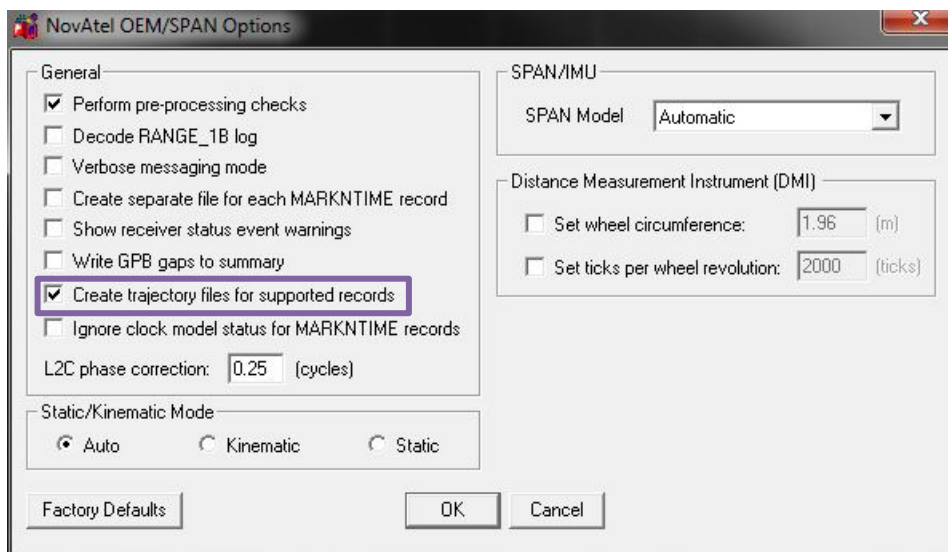 NovAtel OEM/SPAN Options
General
Perform pre-processing checks
Decode RANGE_1B log
Verbose messaging mode
Create separate file for each MARKNTIME record
Show receiver status event warnings
Write GPB gaps to summary
Create trajectory files for supported records
Ignore clock model status for MARKNTIME records
L2C phase correction: 0.25 (cycles)
Static/Kinematic Mode
Auto Kinematic Static
SPAN/IMU
SPAN Model Automatic
Distance Measurement Instrument (DMI)
Set wheel circumference: 1.96 (m)
Set ticks per wheel revolution: 2000 (ticks)
Factory Defaults OK Cancel